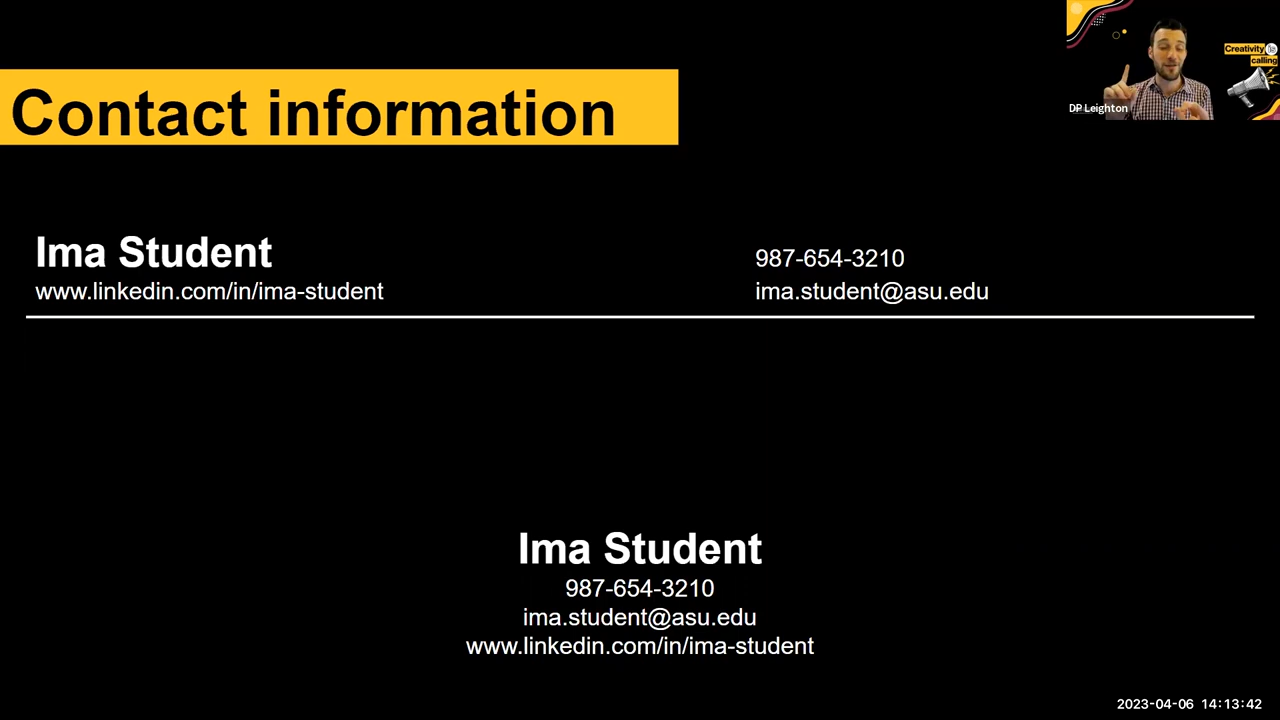 Contact information
Creativity is
calling
DP Leighton
Ima Student
www.linkedin.com/in/ima-student
987-654-3210
ima.student@asu.edu
Ima Student
987-654-3210
ima.student@asu.edu
www.linkedin.com/in/ima-student
2023-04-06 14:13:42